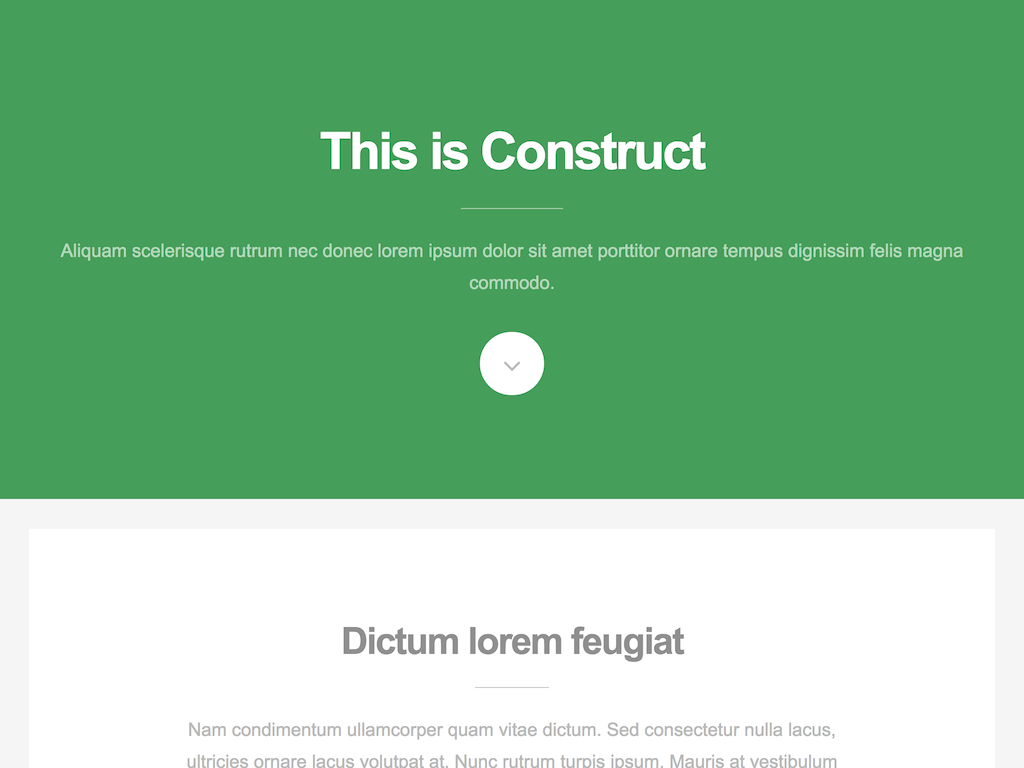 This is Construct
Aliquam scelerisque rutrum nec donec lorem ipsum dolor sit amet porttitor ornare tempus dignissim felis magna
commodo.
Dictum lorem feugiat
Nam condimentum ullamcorper quam vitae dictum. Sed consectetur nulla lacus,
ultricies ornare lacus volutpat at. Nunc rutrum turpis ipsum. Mauris at vestibulum